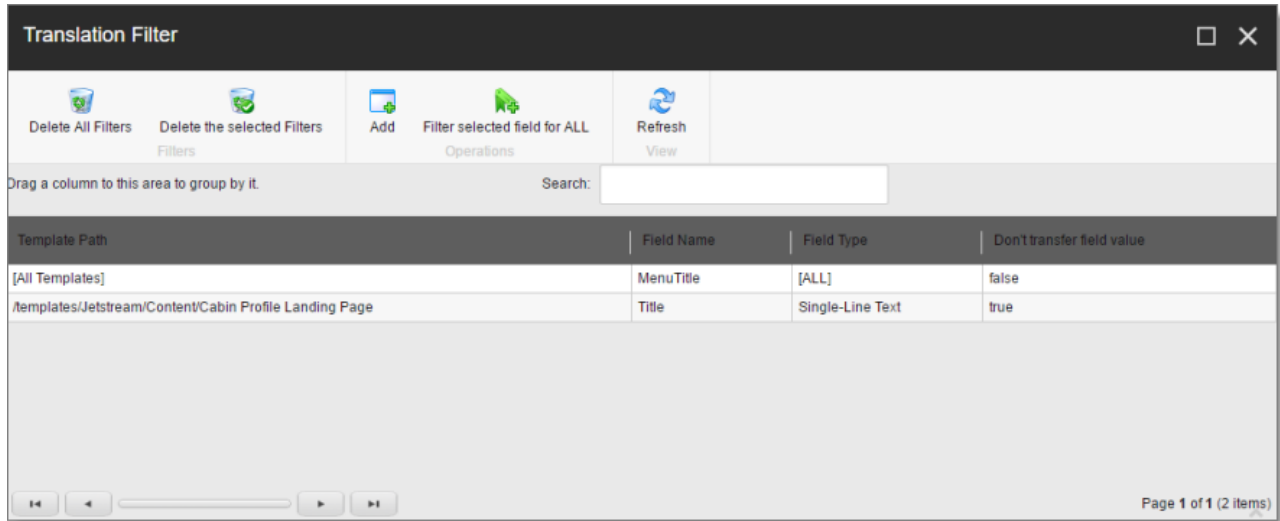 Translation Filter
Delete All Filters Delete the selected Filters Add Filter selected field for ALL Refresh
Filters Operations View
Drag a column to this area to group by it. Search:
Template Path Field Name Field Type Don't transfer field value
[All Templates] MenuTitle [ALL] false
/templates/Jetstream/Content/Cabin Profile Landing Page Title Single-Line Text true
Page 1 of 1 (2 items)